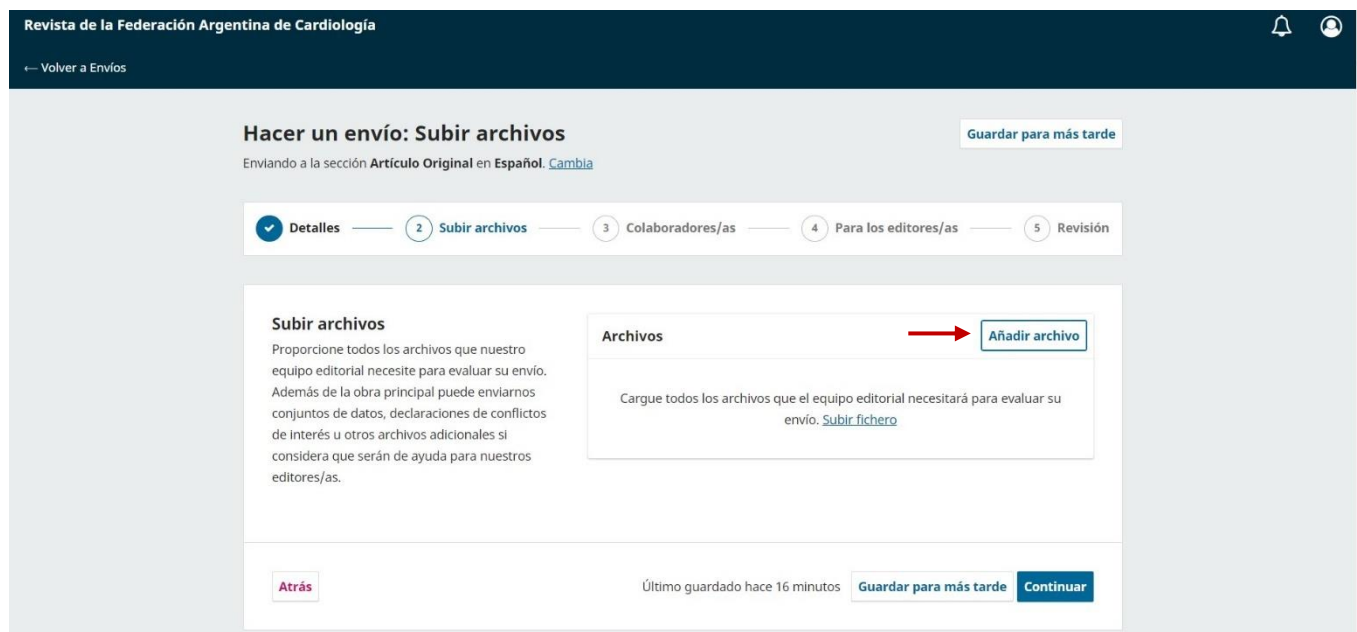 Revista de la Federación Argentina de Cardiología
← Volver a Envíos
Hacer un envío: Subir archivos
Guardar para más tarde
Enviando a la sección Artículo Original en Español. Cambia
Detalles
2 Subir archivos
3 Colaboradores/as
4 Para los editores/as
5 Revisión
Subir archivos
Proporcione todos los archivos que nuestro
equipo editorial necesite para evaluar su envío.
Además de la obra principal puede enviarnos
conjuntos de datos, declaraciones de conflictos
de interés u otros archivos adicionales si
considera que serán de ayuda para nuestros
editores/as.
Archivos
Añadir archivo
Cargue todos los archivos que el equipo editorial necesitará para evaluar su
envío. Subir fichero
Atrás
Último guardado hace 16 minutos
Guardar para más tarde
Continuar